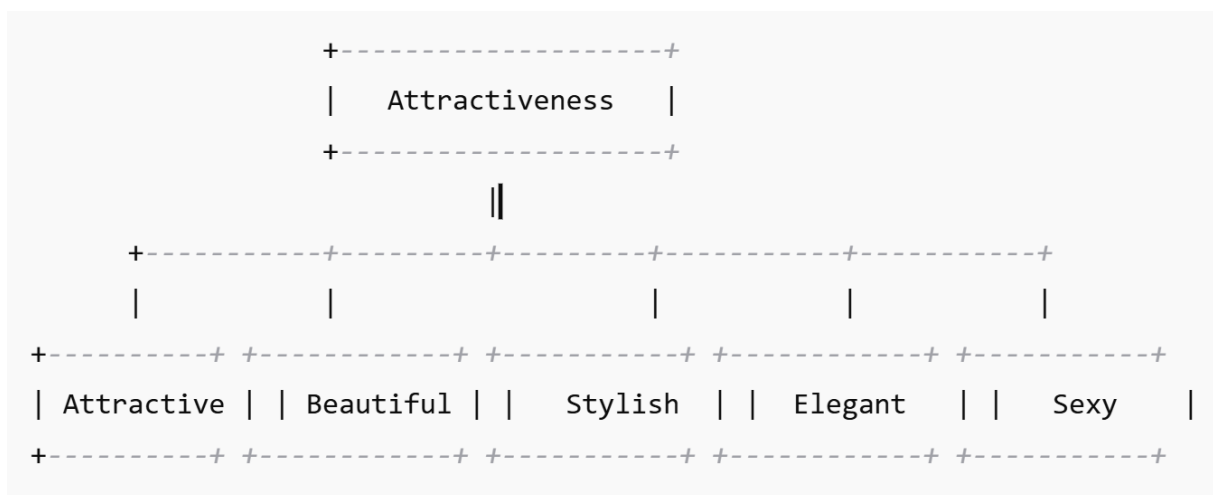 +--------------------+
|   Attractiveness   |
+--------------------+
||
+-----------+---------+---------+-----------+-----------+
|           |                   |           |           |
+----------+ +------------+ +-----------+ +------------+ +-----------+
| Attractive | | Beautiful | |   Stylish  | |  Elegant   | |   Sexy    |
+----------+ +------------+ +-----------+ +------------+ +-----------+